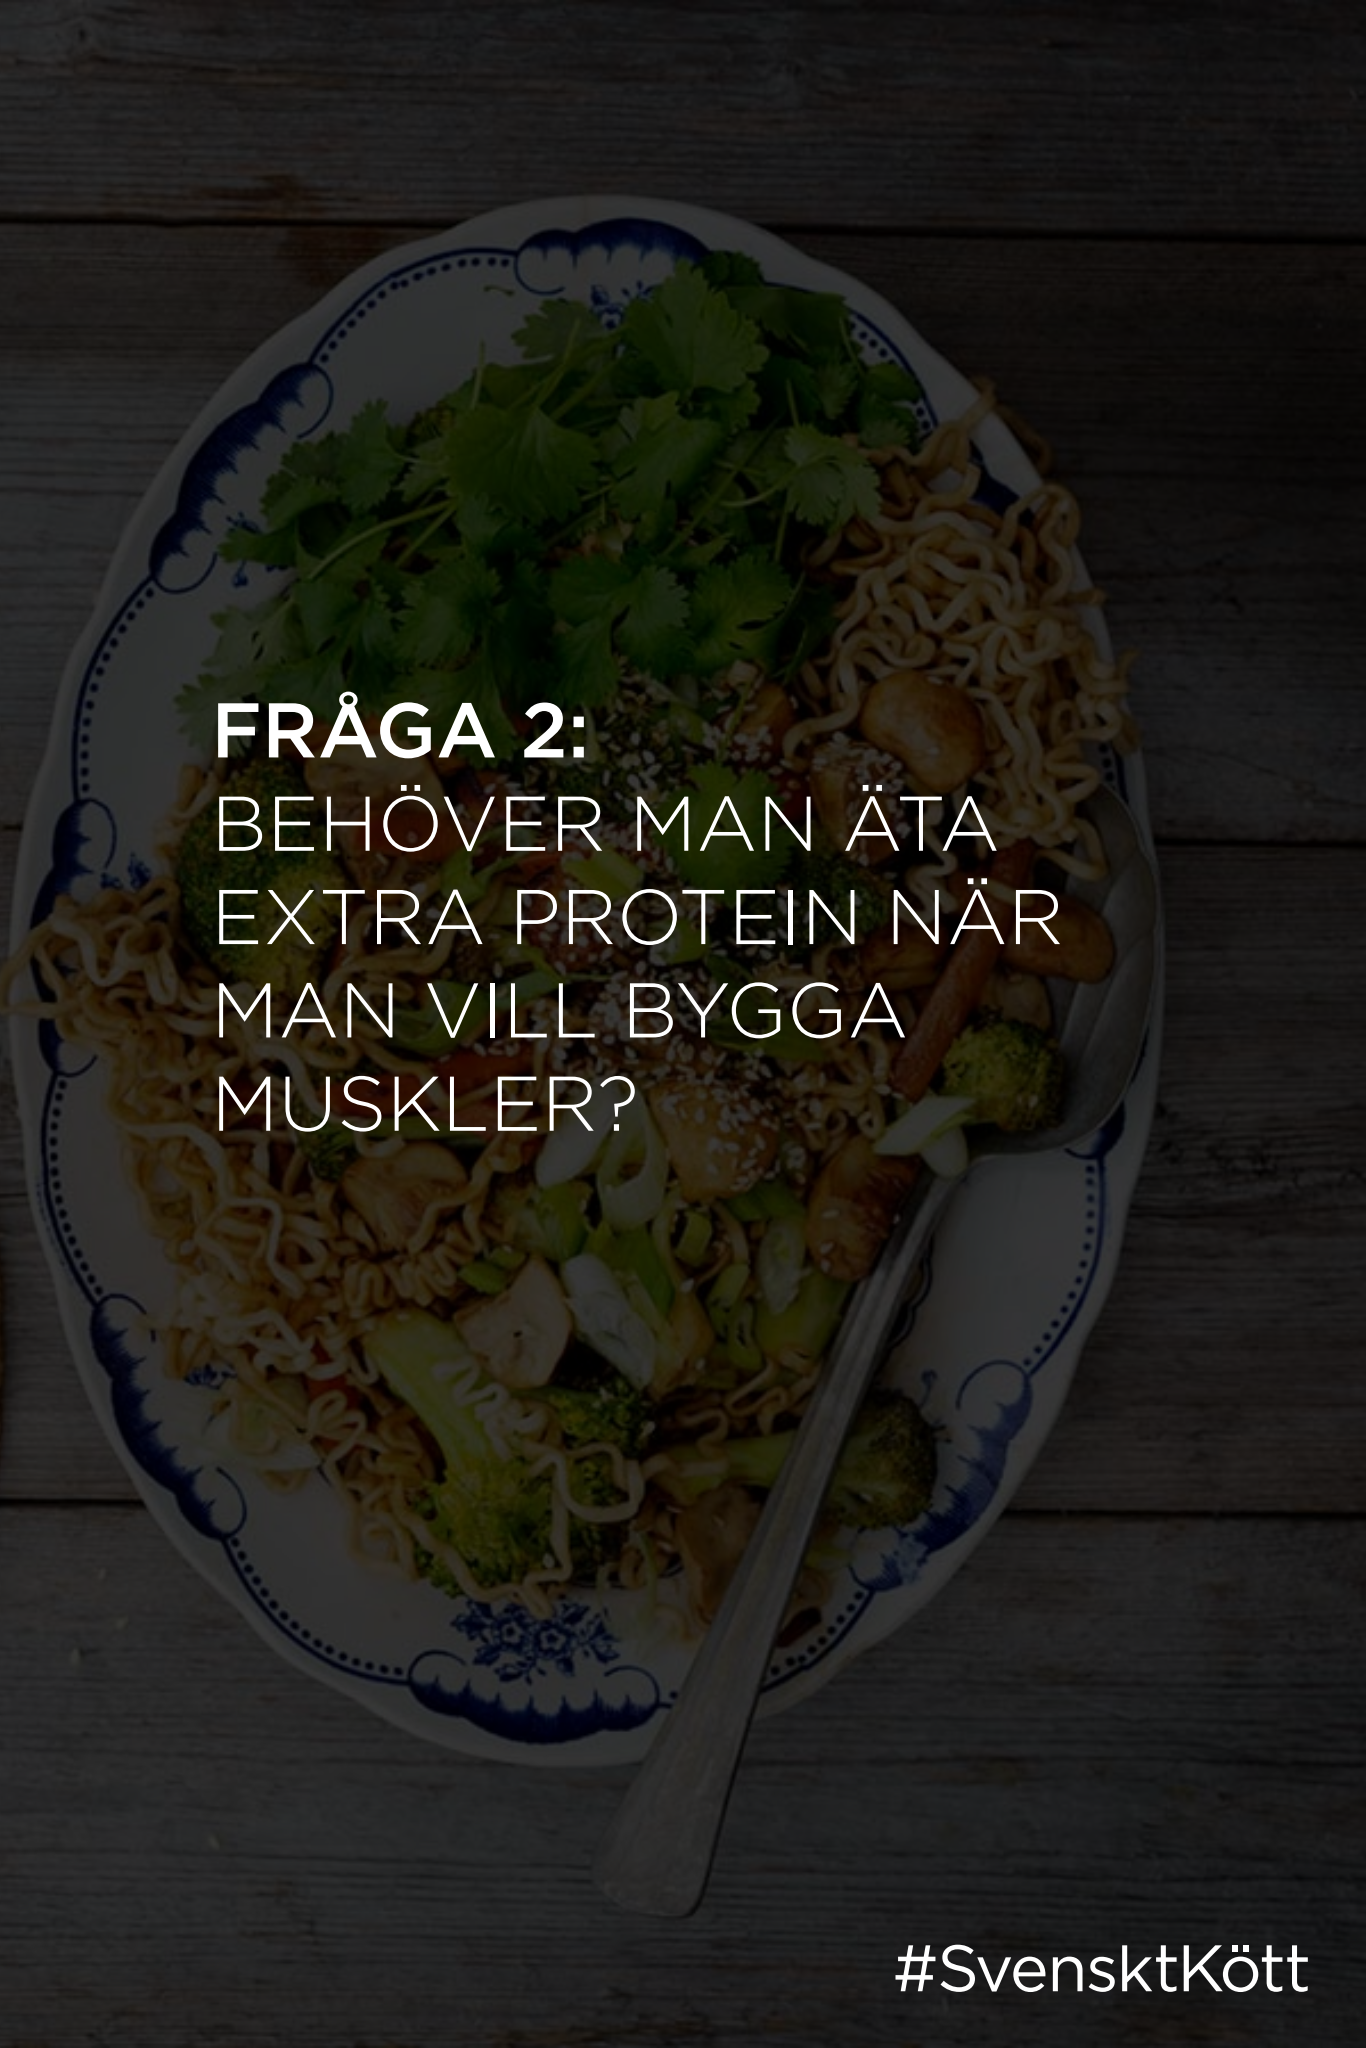 FRÅGA 2:
BEHÖVER MAN ÄTA
EXTRA PROTEIN NÄR
MAN VILL BYGGA
MUSKLER?
#SvensktKött